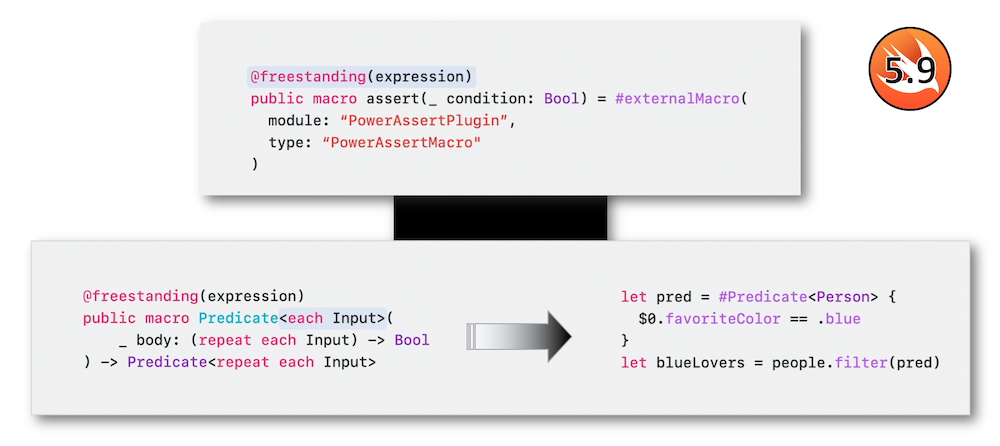 @freestanding(expression)
public macro assert(_ condition: Bool) = #externalMacro(
  module: “PowerAssertPlugin”,
  type: “PowerAssertMacro"
)
5.9
@freestanding(expression)
public macro Predicate<each Input>(
    _ body: (repeat each Input) -> Bool
) -> Predicate<repeat each Input>
let pred = #Predicate<Person> {
  $0.favoriteColor == .blue
}
let blueLovers = people.filter(pred)